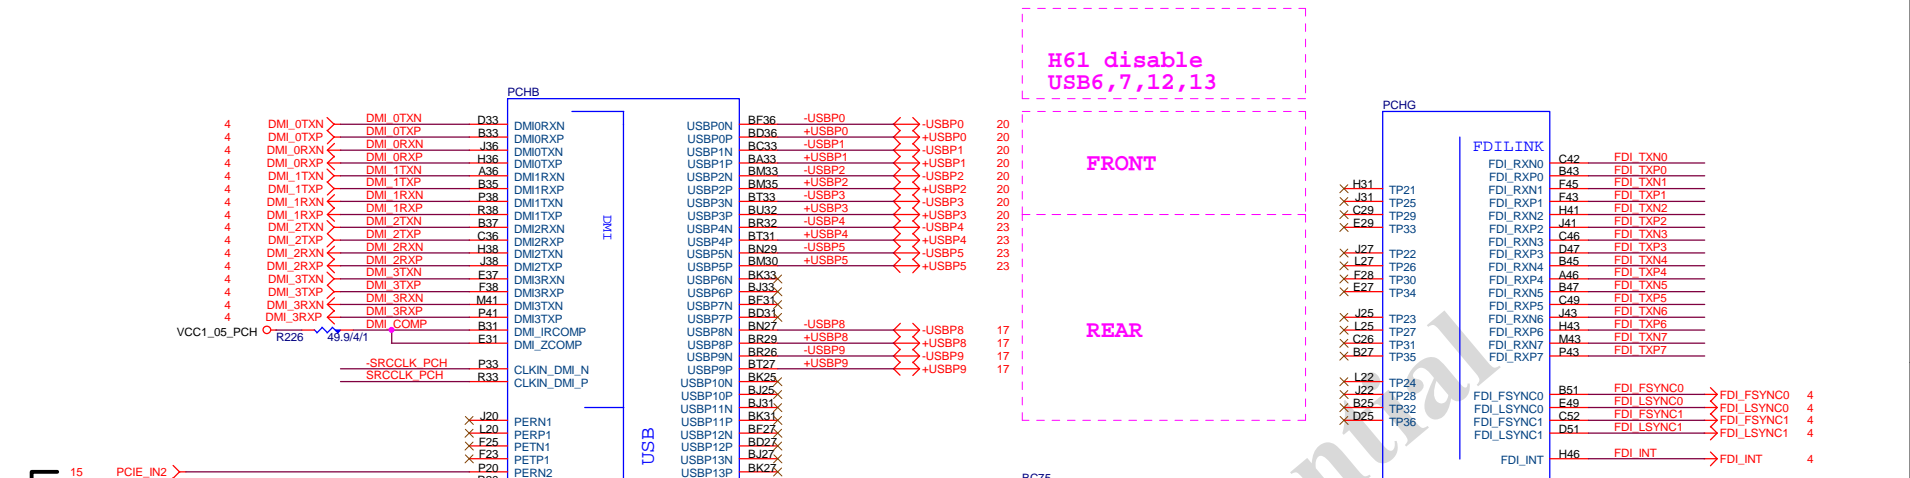 H61 disable
USB6,7,12,13
PCHB
PCHG
4 DMI_0TXN DMI_0TXN D33 DMI0RXN
4 DMI_0TXP DMI_0TXP B33 DMI0RXP
4 DMI_0RXN DMI_0RXN J36 DMI0TXN
4 DMI_0RXP DMI_0RXP H36 DMI0TXP
4 DMI_1TXN DMI_1TXN A36 DMI1RXN
4 DMI_1TXP DMI_1TXP B35 DMI1RXP
4 DMI_1RXN DMI_1RXN P38 DMI1TXN
4 DMI_1RXP DMI_1RXP R38 DMI1TXP
4 DMI_2TXN DMI_2TXN B37 DMI2RXN
4 DMI_2TXP DMI_2TXP C36 DMI2RXP
4 DMI_2RXN DMI_2RXN H38 DMI2TXN
4 DMI_2RXP DMI_2RXP J38 DMI2TXP
4 DMI_3TXN DMI_3TXN E37 DMI3RXN
4 DMI_3TXP DMI_3TXP F38 DMI3RXP
4 DMI_3RXN DMI_3RXN M41 DMI3TXN
4 DMI_3RXP DMI_3RXP P41 DMI3TXP
VCC1_05_PCH R226 49.9/4/1 DMI_COMP B31 DMI_IRCOMP
E31 DMI_ZCOMP
-SRCCLK_PCH P33 CLKIN_DMI_N
SRCCLK_PCH R33 CLKIN_DMI_P
J20 PERN1
L20 PERP1
F25 PETN1
F23 PETP1
15 PCIE_IN2 P20 PERN2
DMI
USB
USBP0N BF36 -USBP0 -USBP0 20
USBP0P BD36 +USBP0 +USBP0 20
USBP1N BC33 -USBP1 -USBP1 20
USBP1P BA33 +USBP1 +USBP1 20
USBP2N BM33 -USBP2 -USBP2 20
USBP2P BM35 +USBP2 +USBP2 20
USBP3N BT33 -USBP3 -USBP3 20
USBP3P BU32 +USBP3 +USBP3 20
USBP4N BR32 -USBP4 -USBP4 23
USBP4P BT31 +USBP4 +USBP4 23
USBP5N BN29 -USBP5 -USBP5 23
USBP5P BM30 +USBP5 +USBP5 23
USBP6N BK33
USBP6P BJ33
USBP7N BF31
USBP7P BD31
USBP8N BN27 -USBP8 -USBP8 17
USBP8P BR29 +USBP8 +USBP8 17
USBP9N BR26 -USBP9 -USBP9 17
USBP9P BT27 +USBP9 +USBP9 17
USBP10N BK25
USBP10P BJ25
USBP11N BJ31
USBP11P BK31
USBP12N BF27
USBP12P BD27
USBP13N BJ27
USBP13P BK27
FRONT
REAR
BC75
H31 TP21
J31 TP25
C29 TP29
E29 TP33
J27 TP22
L27 TP26
F28 TP30
E27 TP34
J25 TP23
L25 TP27
C26 TP31
B27 TP35
L22 TP24
J22 TP28
B25 TP32
D25 TP36
FDILINK
FDI_RXN0 C42 FDI_TXN0
FDI_RXP0 B43 FDI_TXP0
FDI_RXN1 F45 FDI_TXN1
FDI_RXP1 F43 FDI_TXP1
FDI_RXN2 H41 FDI_TXN2
FDI_RXP2 J41 FDI_TXP2
FDI_RXN3 C46 FDI_TXN3
FDI_RXP3 D47 FDI_TXP3
FDI_RXN4 B45 FDI_TXN4
FDI_RXP4 A46 FDI_TXP4
FDI_RXN5 B47 FDI_TXN5
FDI_RXP5 C49 FDI_TXP5
FDI_RXN6 J43 FDI_TXN6
FDI_RXP6 H43 FDI_TXP6
FDI_RXN7 M43 FDI_TXN7
FDI_RXP7 P43 FDI_TXP7
FDI_FSYNC0 B51 FDI_FSYNC0 FDI_FSYNC0 4
FDI_LSYNC0 E49 FDI_LSYNC0 FDI_LSYNC0 4
FDI_FSYNC1 C52 FDI_FSYNC1 FDI_FSYNC1 4
FDI_LSYNC1 D51 FDI_LSYNC1 FDI_LSYNC1 4
FDI_INT H46 FDI_INT FDI_INT 4
ntial